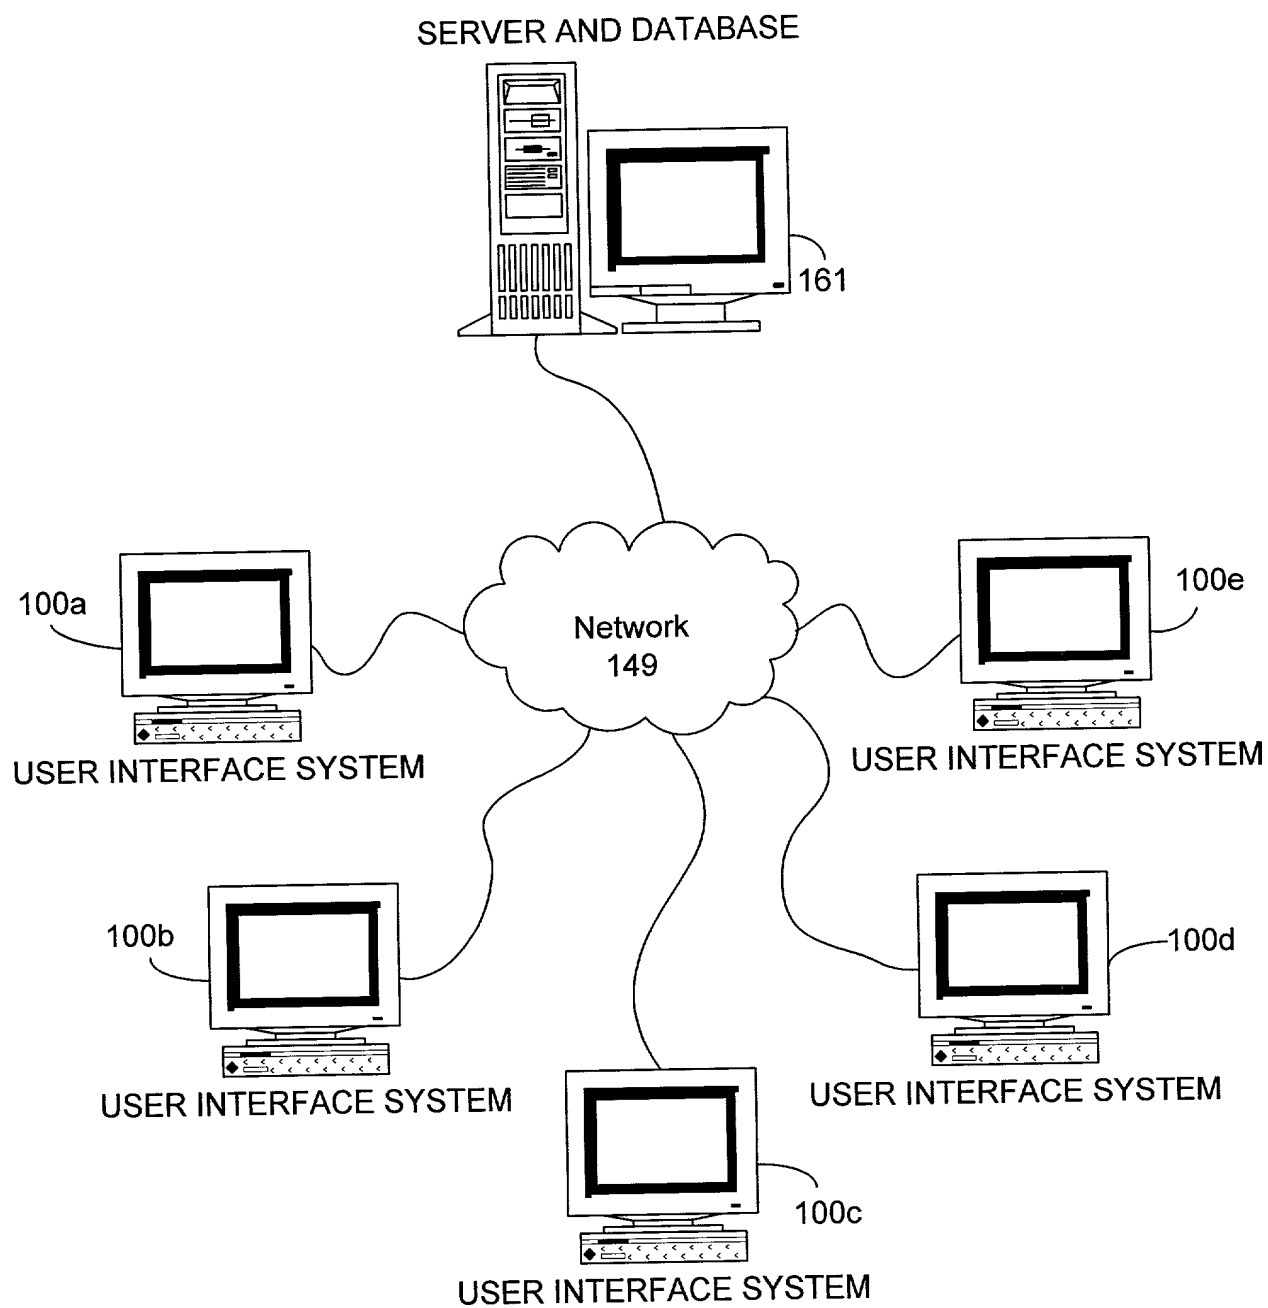 SERVER AND DATABASE
161
100a
Network
149
100e
USER INTERFACE SYSTEM
USER INTERFACE SYSTEM
100b
100d
USER INTERFACE SYSTEM
USER INTERFACE SYSTEM
100c
USER INTERFACE SYSTEM